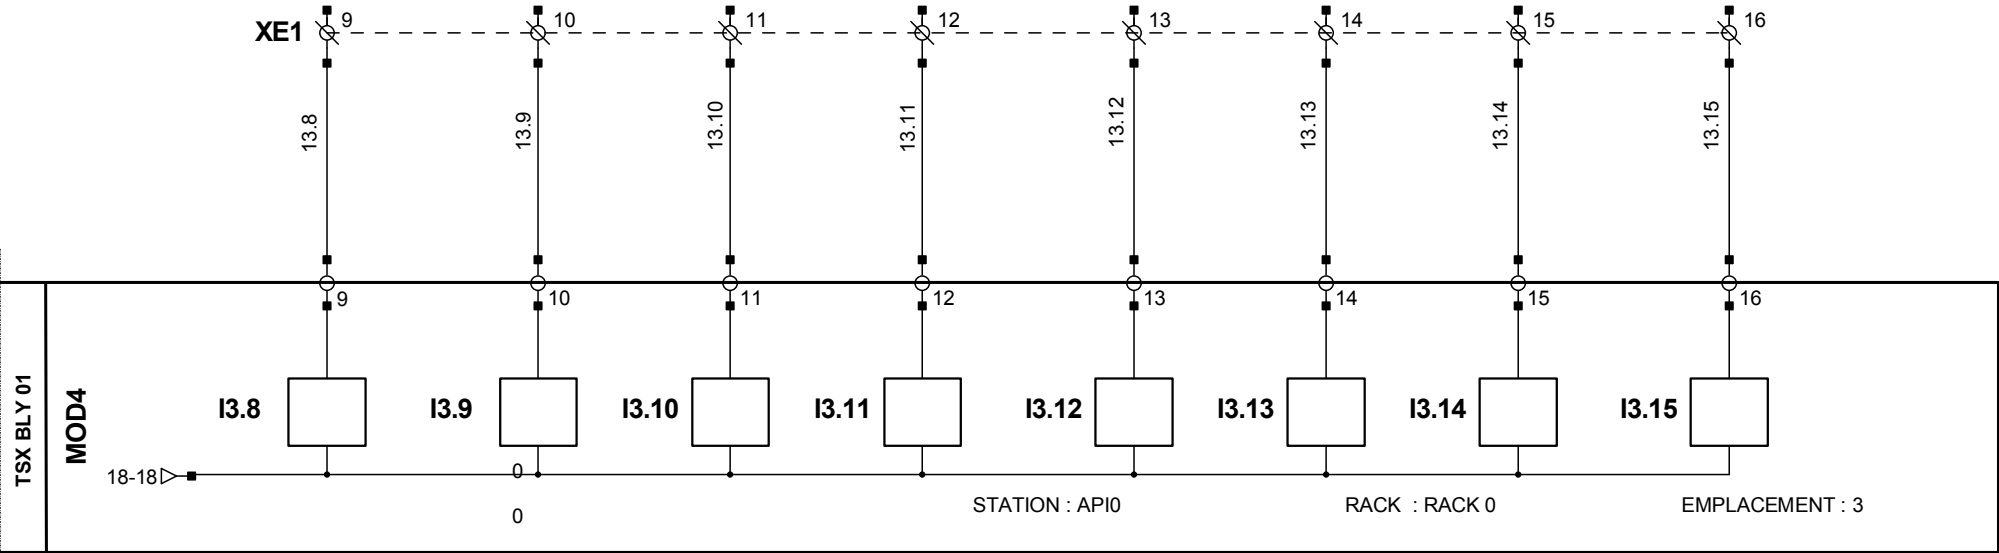 XE1 9 10 11 12 13 14 15 16
13.8 13.9 13.10 13.11 13.12 13.13 13.14 13.15
9 10 11 12 13 14 15 16
TSX BLY 01
MOD4
I3.8 I3.9 I3.10 I3.11 I3.12 I3.13 I3.14 I3.15
18-18 0
0
STATION : API0 RACK : RACK 0 EMPLACEMENT : 3